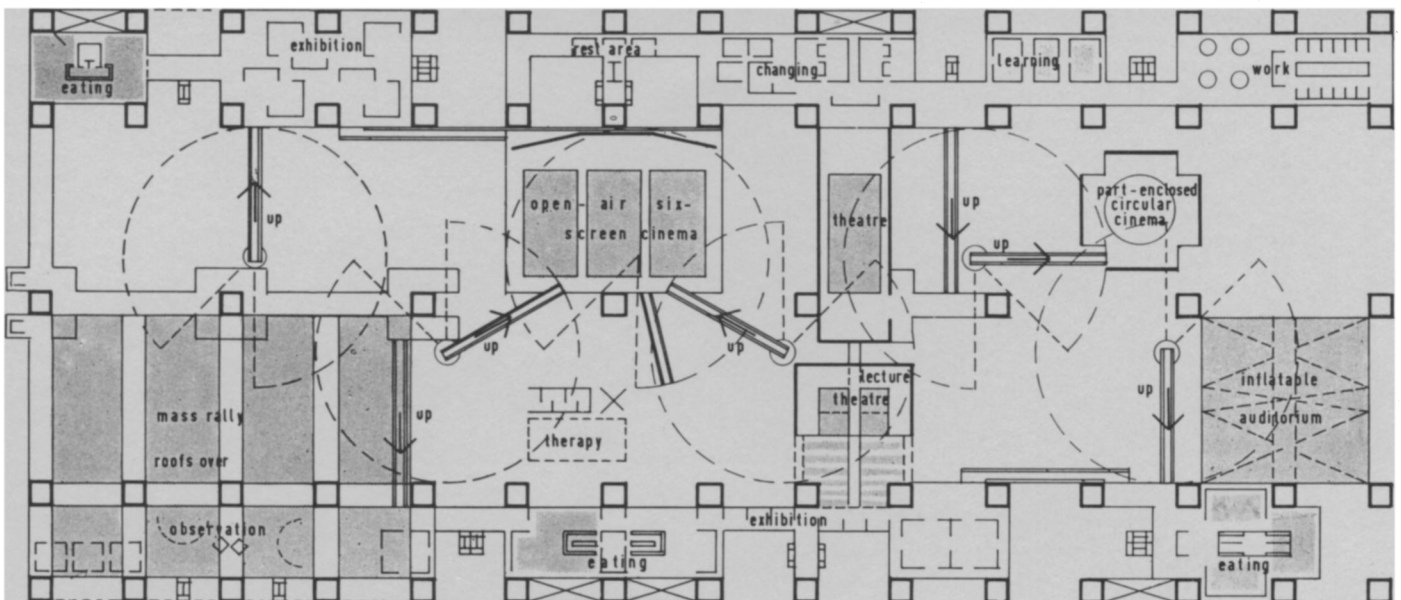 exhibition
rest area
changing
learning
work
eating
up
open-air six-
screen cinema
theatre
up
part-enclosed
circular
cinema
up
up
up
up
up
lecture
theatre
mass rally
roofs over
therapy
inflatable
auditorium
observation
exhibition
eating
eating